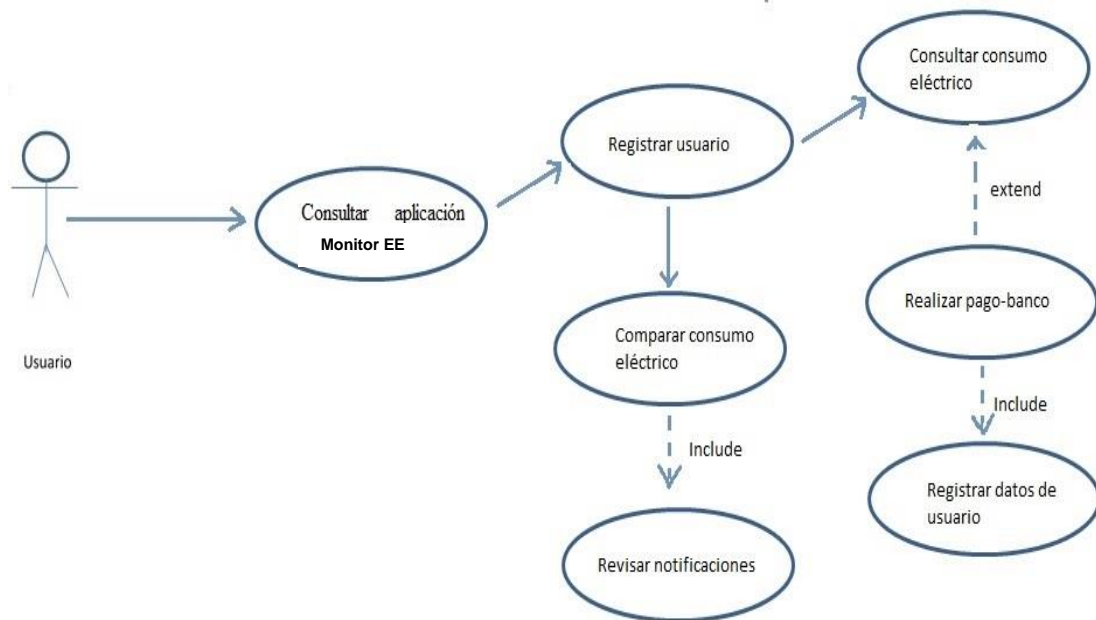 Consultar consumo
eléctrico
Registrar usuario
extend
Consultar aplicación
Monitor EE
Realizar pago-banco
Comparar consumo
eléctrico
Usuario
Include
Include
Registrar datos de
usuario
Revisar notificaciones